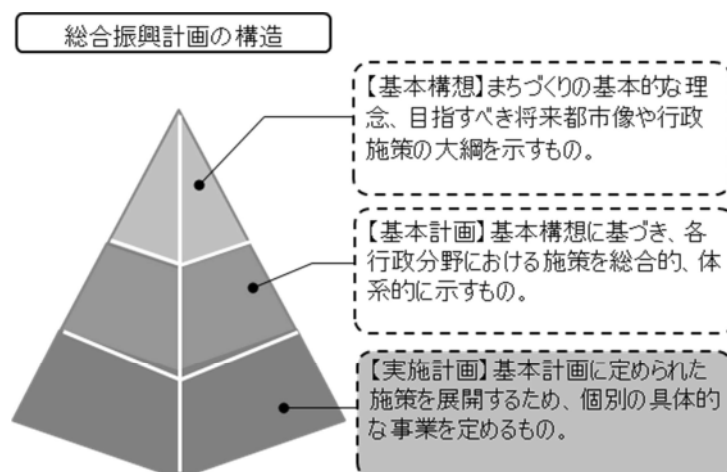 総合振興計画の構造
【基本構想】まちづくりの基本的な理
念、目指すべき将来都市像や行政
施策の大綱を示すもの。
【基本計画】基本構想に基づき、各
行政分野における施策を総合的、体
系的に示すもの。
【実施計画】基本計画に定められた
施策を展開するため、個別の具体的
な事業を定めるもの。